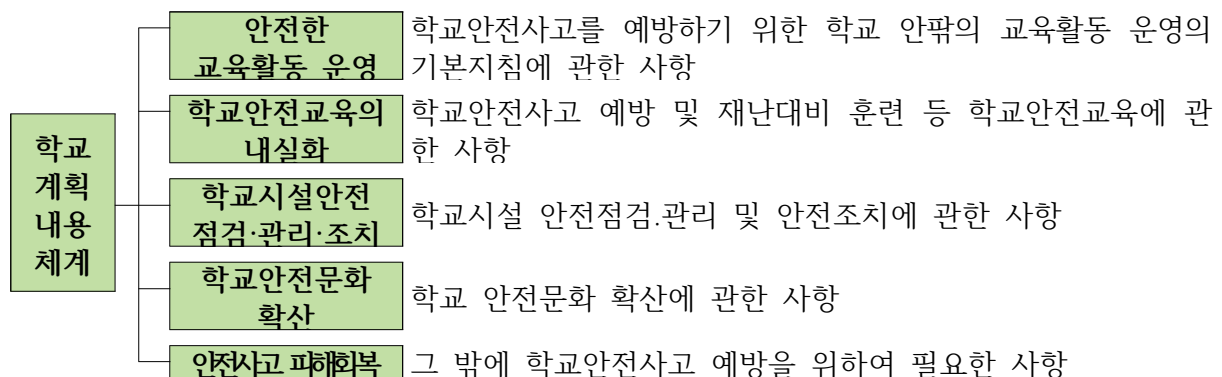 학교
계획
내용
체계
안전한
교육활동 운영
학교안전사고를 예방하기 위한 학교 안팎의 교육활동 운영의
기본지침에 관한 사항
학교안전교육의
내실화
학교안전사고 예방 및 재난대비 훈련 등 학교안전교육에 관
한 사항
학교시설안전
점검·관리·조치
학교시설 안전점검.관리 및 안전조치에 관한 사항
학교안전문화
확산
학교 안전문화 확산에 관한 사항
안전사고 피해회복
그 밖에 학교안전사고 예방을 위하여 필요한 사항